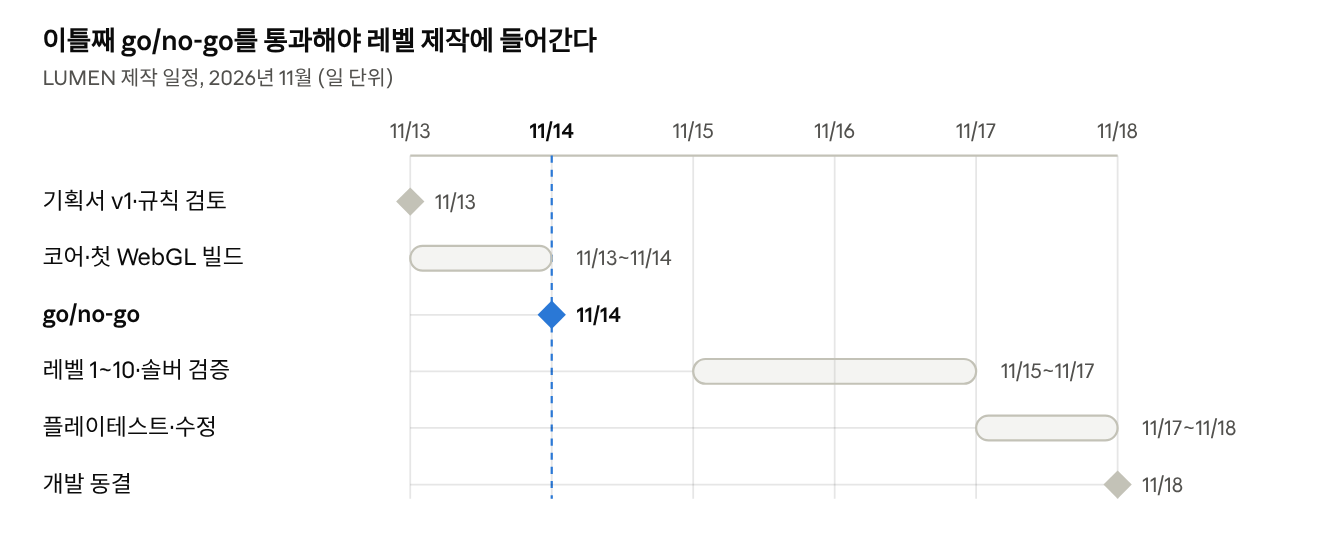 이틀째 go/no-go를 통과해야 레벨 제작에 들어간다
LUMEN 제작 일정, 2026년 11월 (일 단위)
11/13 11/14 11/15 11/16 11/17 11/18
기획서 v1·규칙 검토 11/13
코어·첫 WebGL 빌드 11/13~11/14
go/no-go 11/14
레벨 1~10·솔버 검증 11/15~11/17
플레이테스트·수정 11/17~11/18
개발 동결 11/18